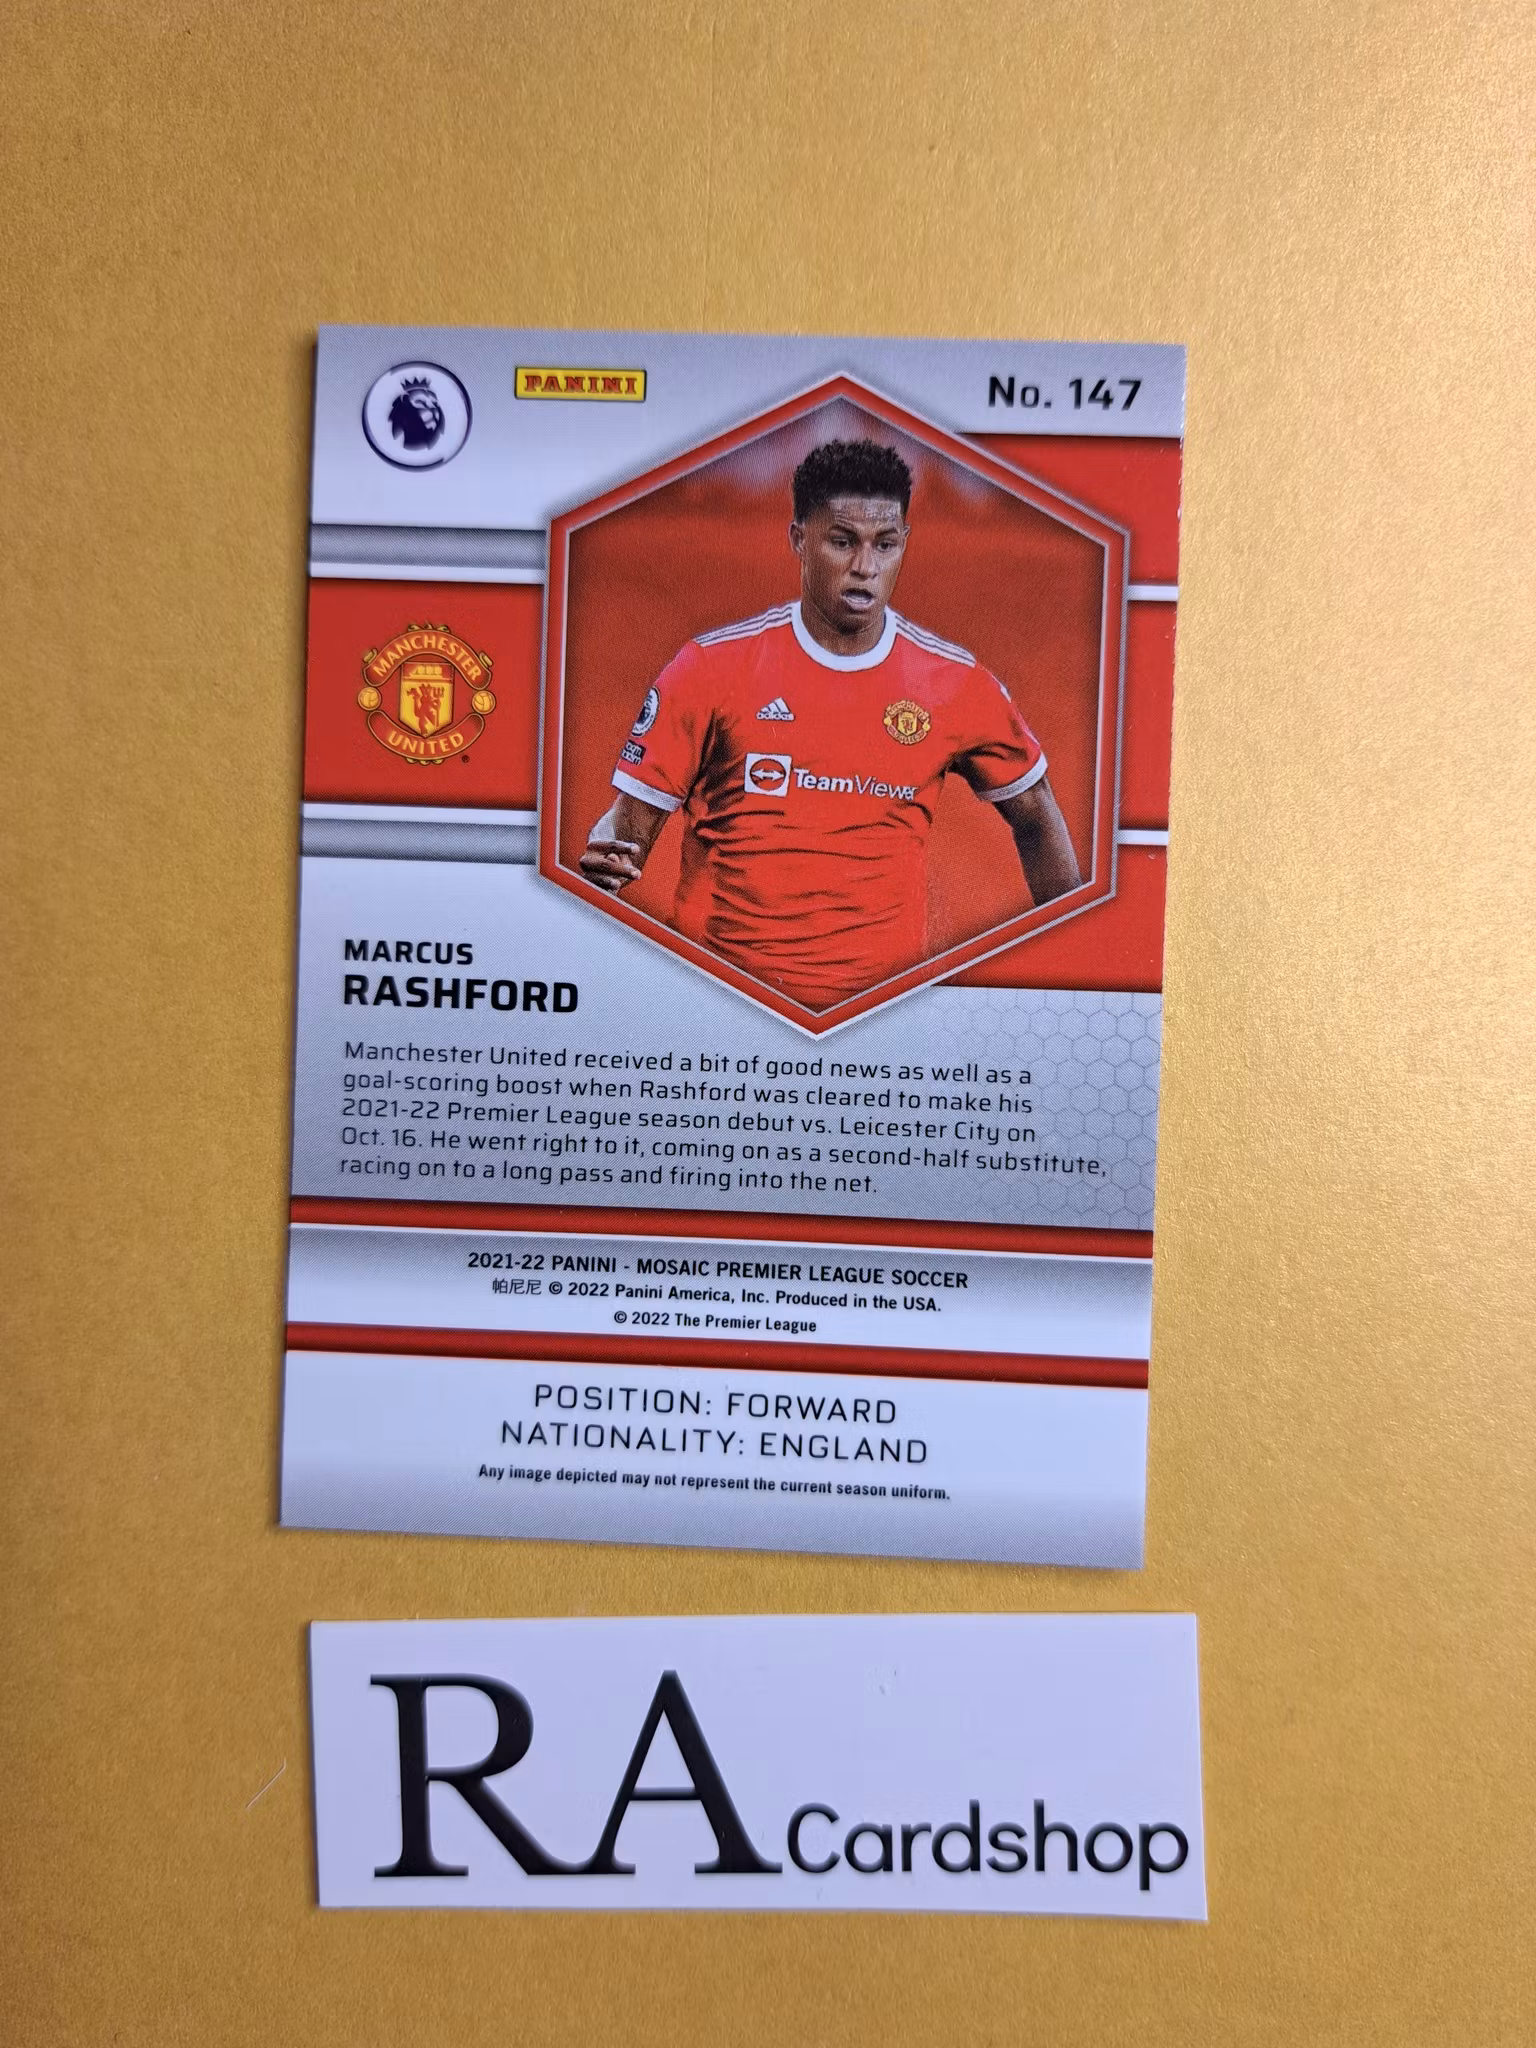 PANINI
No. 147
MANCHESTER
UNITED
adidas
TeamViewer
MARCUS
RASHFORD
Manchester United received a bit of good news as well as a
goal-scoring boost when Rashford was cleared to make his
2021-22 Premier League season debut vs. Leicester City on
Oct. 16. He went right to it, coming on as a second-half substitute,
racing on to a long pass and firing into the net.
2021-22 PANINI - MOSAIC PREMIER LEAGUE SOCCER
帕尼尼 © 2022 Panini America, Inc. Produced in the USA.
© 2022 The Premier League
POSITION: FORWARD
NATIONALITY: ENGLAND
Any image depicted may not represent the current season uniform.
RA Cardshop